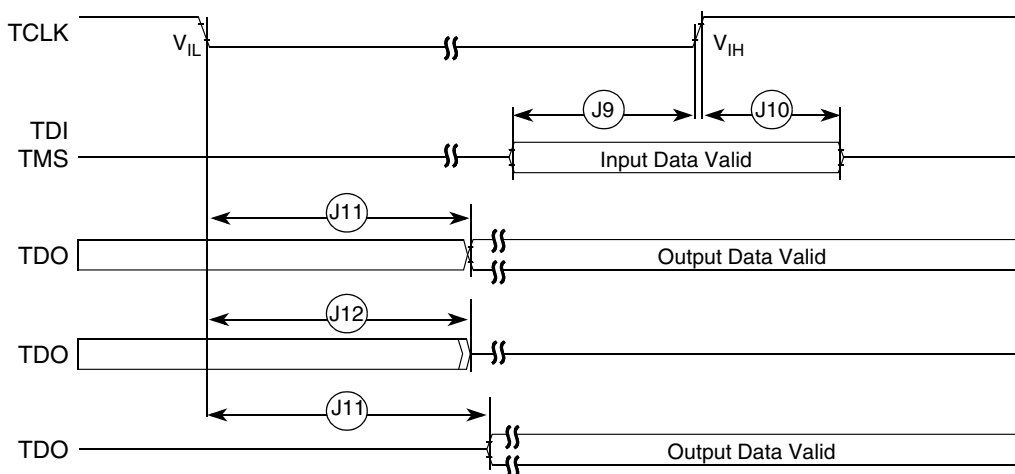 TCLK
V_IL
V_IH
J9
J10
TDI
TMS
Input Data Valid
J11
TDO
Output Data Valid
J12
TDO
J11
TDO
Output Data Valid